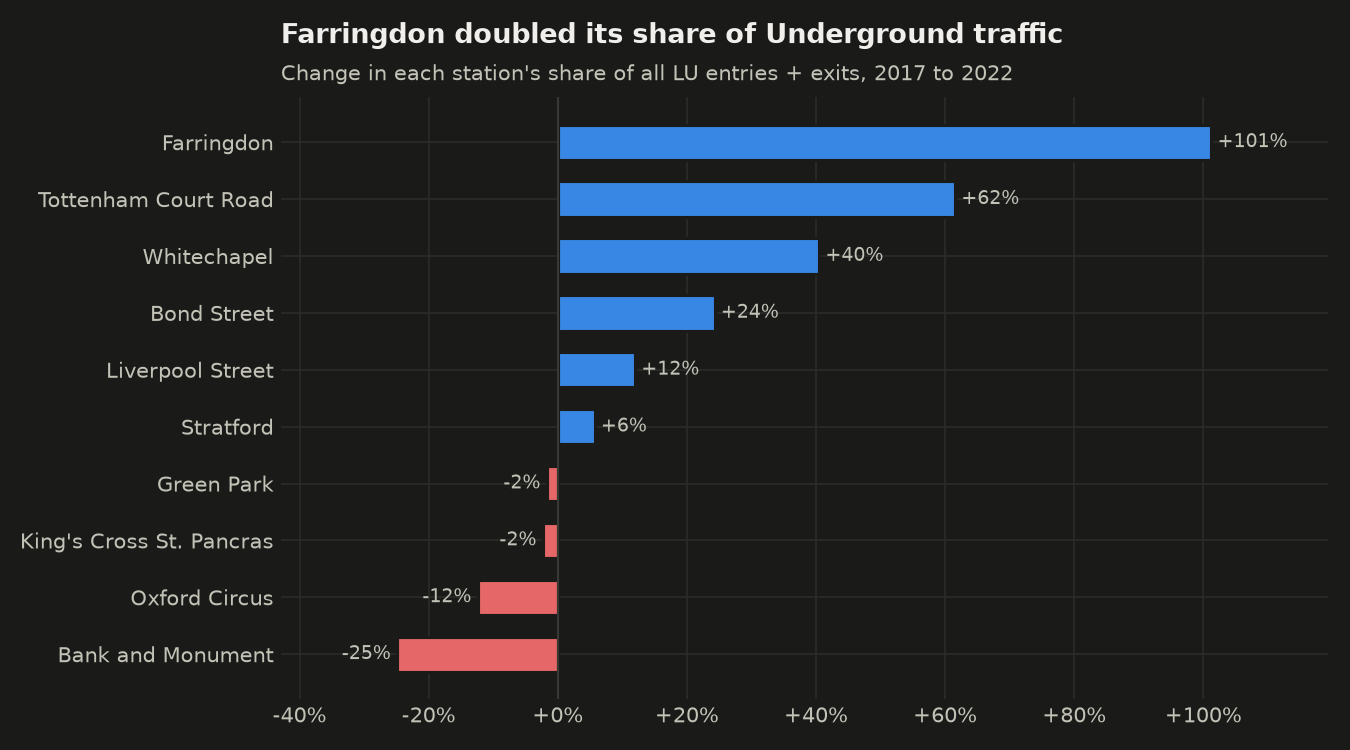 Farringdon doubled its share of Underground traffic
Change in each station's share of all LU entries + exits, 2017 to 2022
Farringdon +101%
Tottenham Court Road +62%
Whitechapel +40%
Bond Street +24%
Liverpool Street +12%
Stratford +6%
Green Park -2%
King's Cross St. Pancras -2%
Oxford Circus -12%
Bank and Monument -25%
-40% -20% +0% +20% +40% +60% +80% +100%